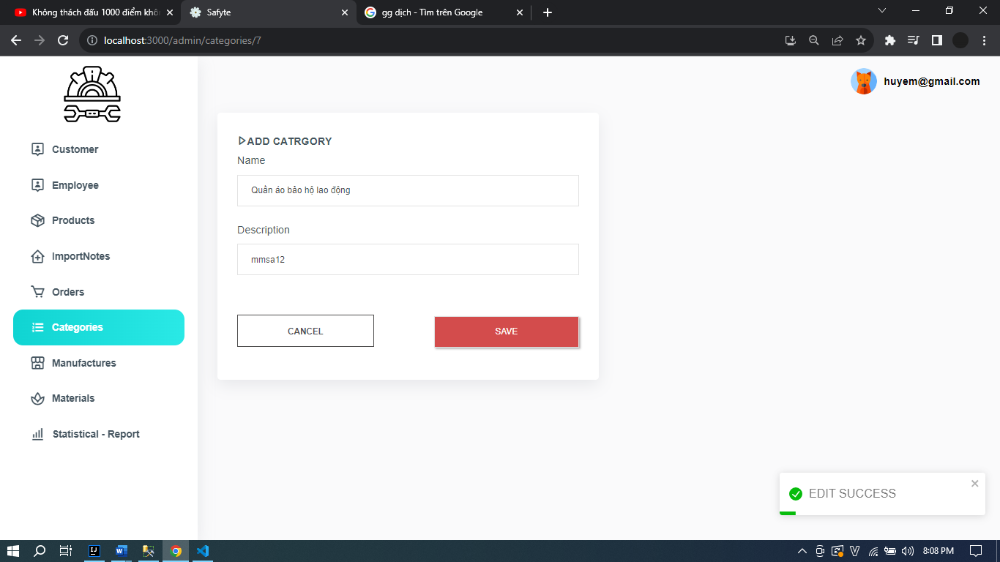 Không thách đấu 1000 điểm khô
Safyte
gg dịch - Tìm trên Google
localhost:3000/admin/categories/7
huyem@gmail.com
Customer
Employee
Products
ImportNotes
Orders
Categories
Manufactures
Materials
Statistical - Report
ADD CATRGORY
Name
Quần áo bảo hộ lao động
Description
mmsa12
CANCEL
SAVE
EDIT SUCCESS
8:08 PM